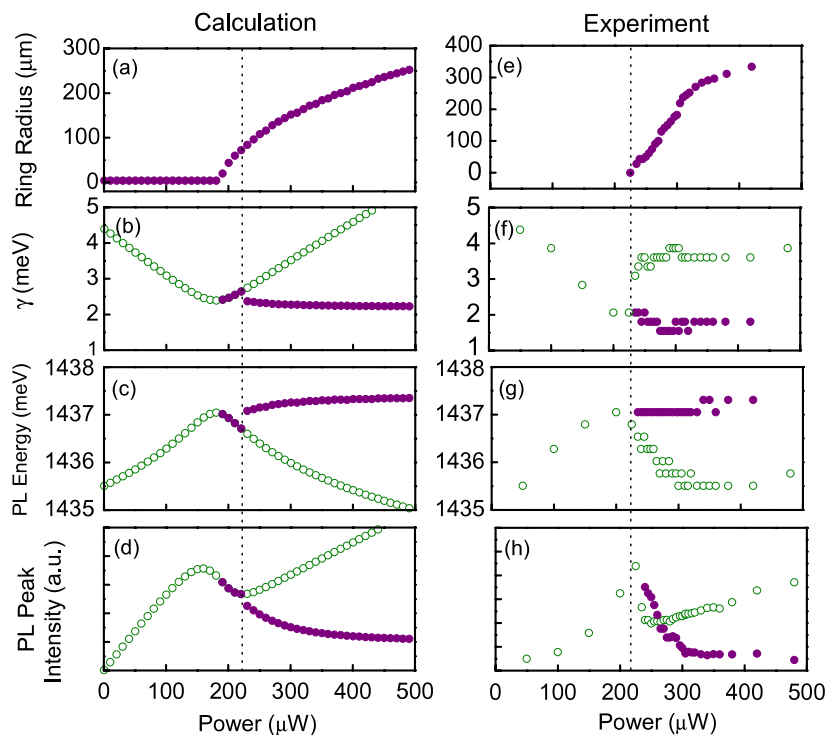 Calculation
Experiment
300
200
100
0
Ring Radius (μm)
(a)
400
300
200
100
0
(e)
5
4
3
2
1
γ (meV)
(b)
5
4
3
2
1
(f)
1438
1437
1436
1435
PL Energy (meV)
(c)
1438
1437
1436
1435
(g)
PL Peak
Intensity (a.u.)
(d)
(h)
0 100 200 300 400 500
Power (μW)
0 100 200 300 400 500
Power (μW)